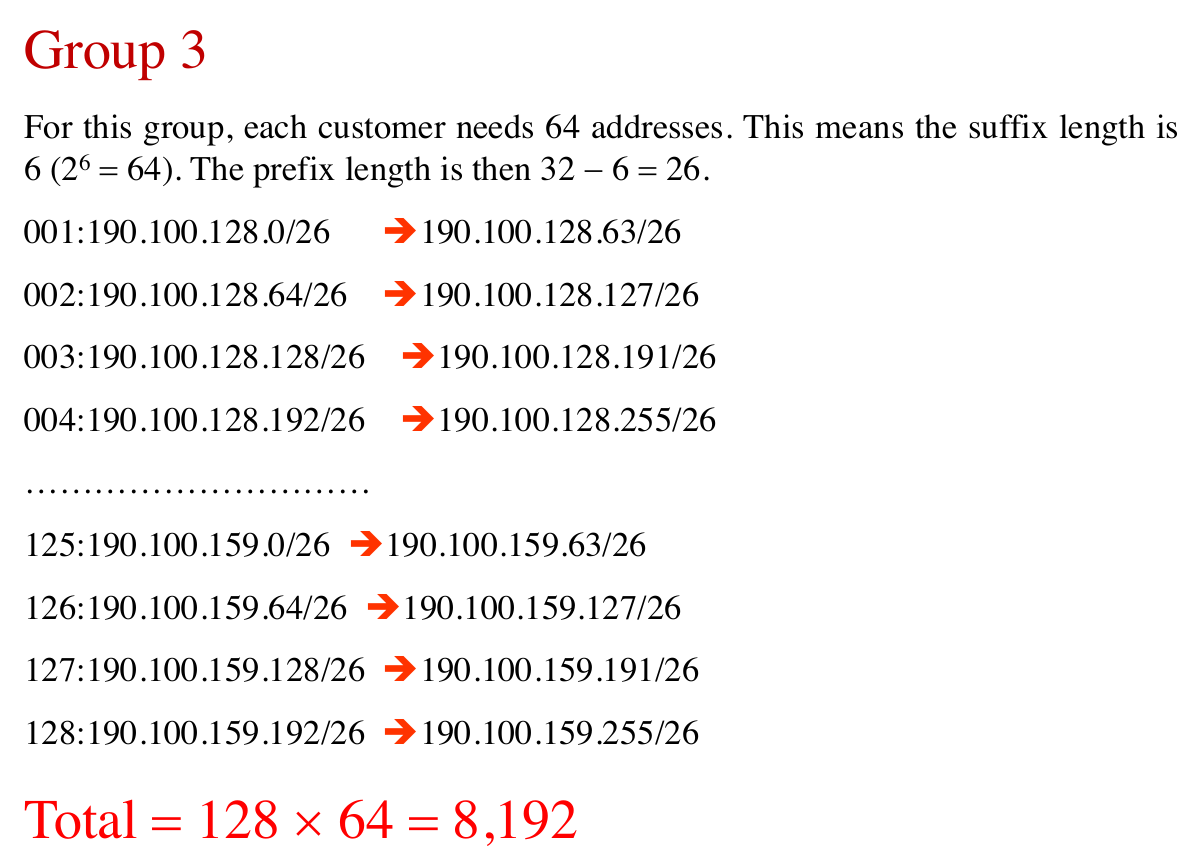 Group 3
For this group, each customer needs 64 addresses. This means the suffix length is
6 (2⁶ = 64). The prefix length is then 32 – 6 = 26.
001:190.100.128.0/26 ➔190.100.128.63/26
002:190.100.128.64/26 ➔190.100.128.127/26
003:190.100.128.128/26 ➔190.100.128.191/26
004:190.100.128.192/26 ➔190.100.128.255/26
…………………………
125:190.100.159.0/26 ➔190.100.159.63/26
126:190.100.159.64/26 ➔190.100.159.127/26
127:190.100.159.128/26 ➔190.100.159.191/26
128:190.100.159.192/26 ➔190.100.159.255/26
Total = 128 × 64 = 8,192